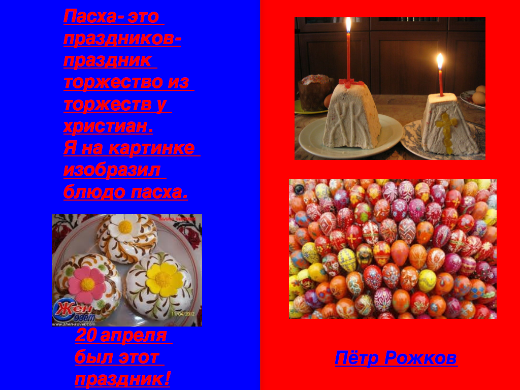 Пасха- это
праздников-
праздник
торжество из
торжеств у
христиан.
Я на картинке
изобразил
блюдо пасха.
20 апреля
был этот
праздник!
Пётр Рожков